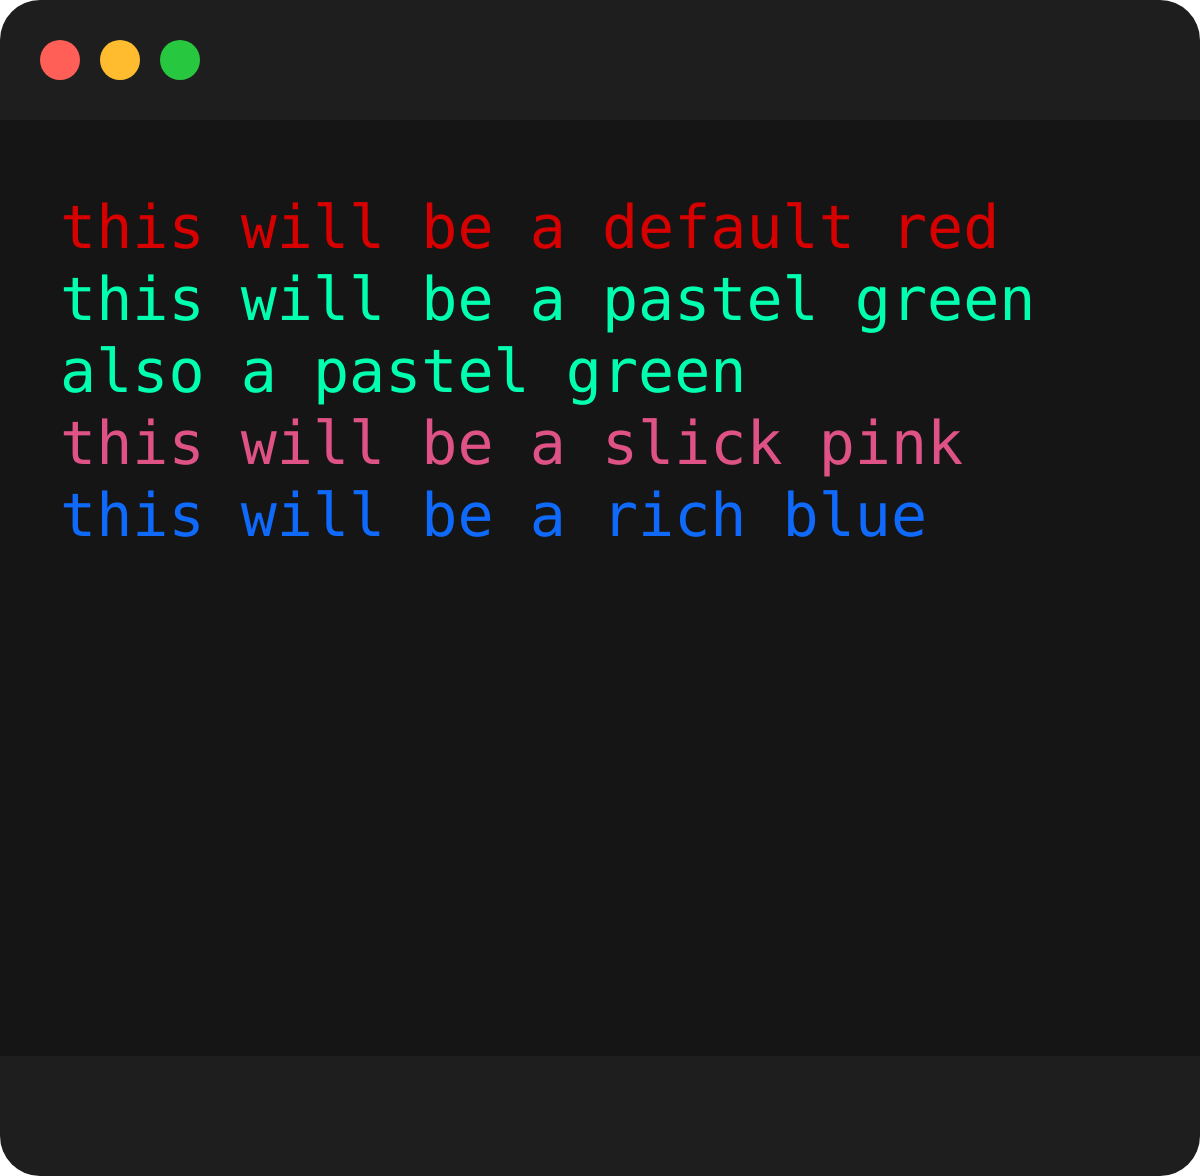 this will be a default red
this will be a pastel green
also a pastel green
this will be a slick pink
this will be a rich blue